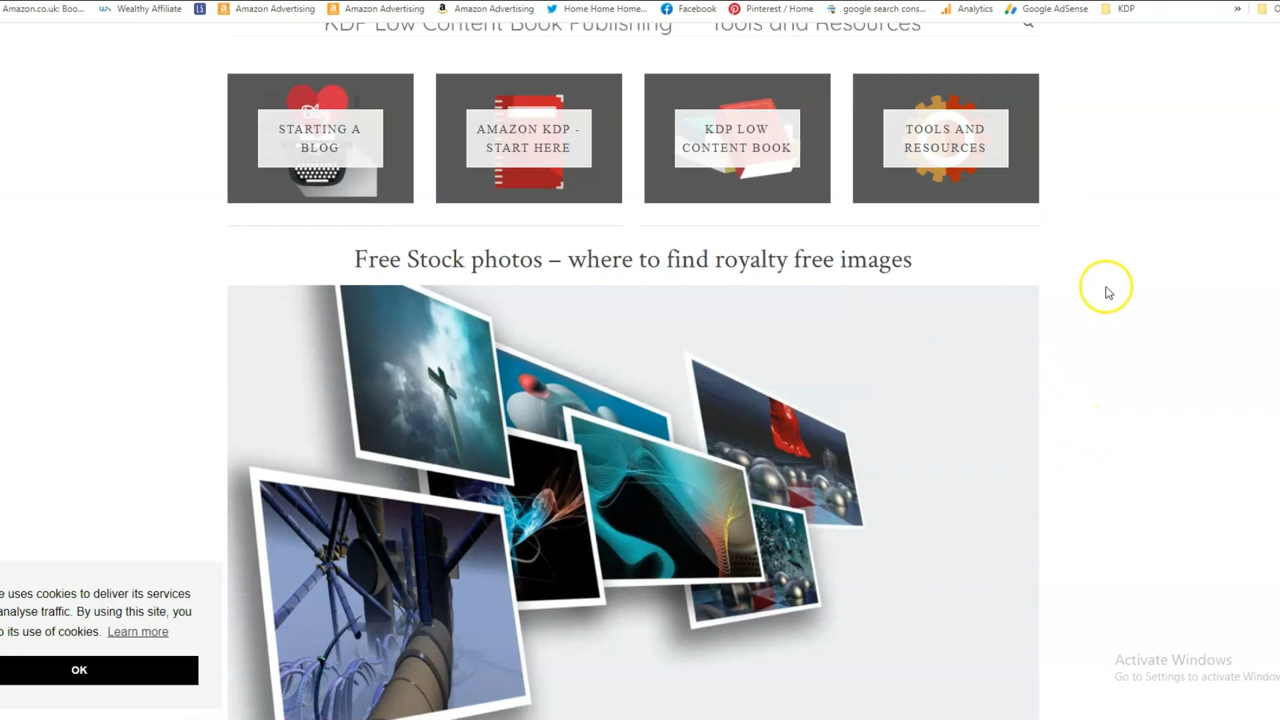 Amazon.co.uk: Boo... Wealthy Affiliate Amazon Advertising Amazon Advertising Amazon Advertising Home Home Home... Facebook Pinterest / Home google search cons... Analytics Google AdSense KDP »
KDP Low Content Book Publishing Tools and Resources
Blog
STARTING A
BLOG
AMAZON KDP -
START HERE
KDP LOW
CONTENT BOOK
TOOLS AND
RESOURCES
Free Stock photos – where to find royalty free images
e uses cookies to deliver its services
analyse traffic. By using this site, you
o its use of cookies. Learn more
OK
Activate Windows
Go to Settings to activate Window